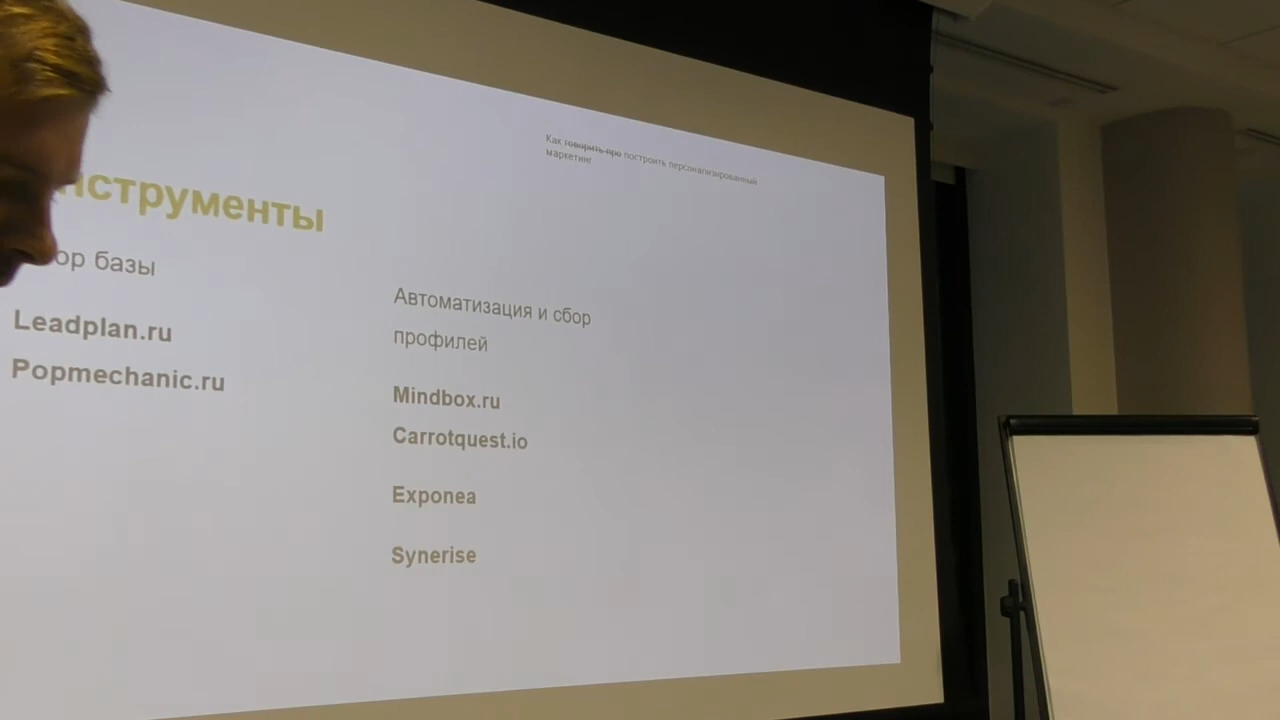 Как говорить про построить персонализированный
маркетинг
нструменты
ор базы
Leadplan.ru
Popmechanic.ru
Автоматизация и сбор
профилей
Mindbox.ru
Carrotquest.io
Exponea
Synerise